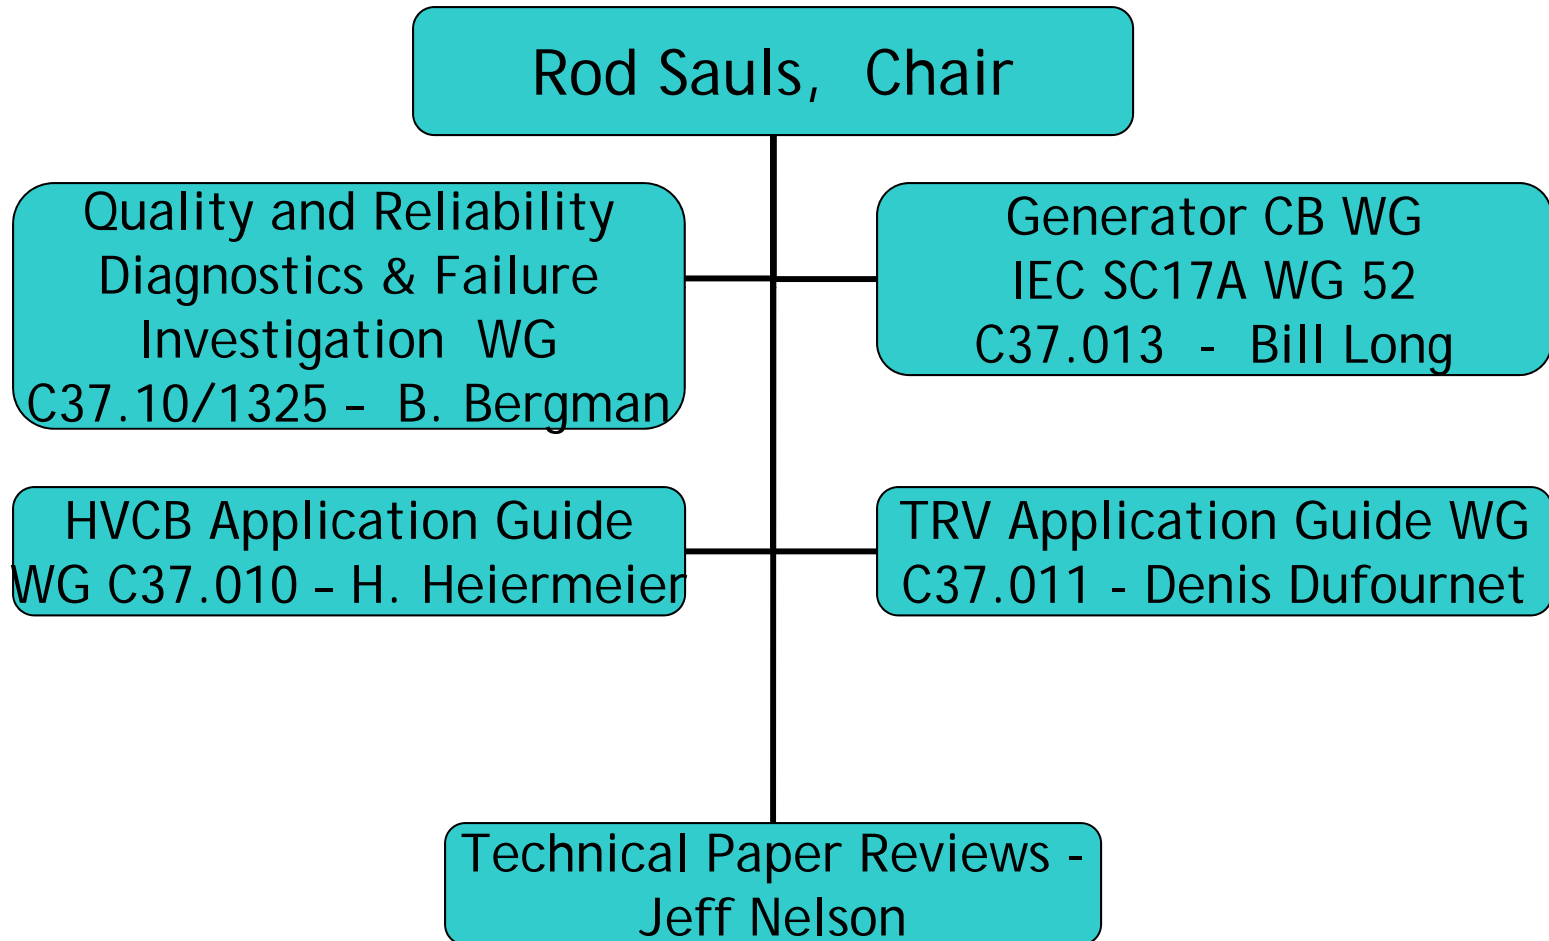 Rod Sauls, Chair
Quality and Reliability
Diagnostics & Failure
Investigation WG
C37.10/1325 – B. Bergman
Generator CB WG
IEC SC17A WG 52
C37.013 - Bill Long
HVCB Application Guide
WG C37.010 – H. Heiermeier
TRV Application Guide WG
C37.011 - Denis Dufournet
Technical Paper Reviews -
Jeff Nelson